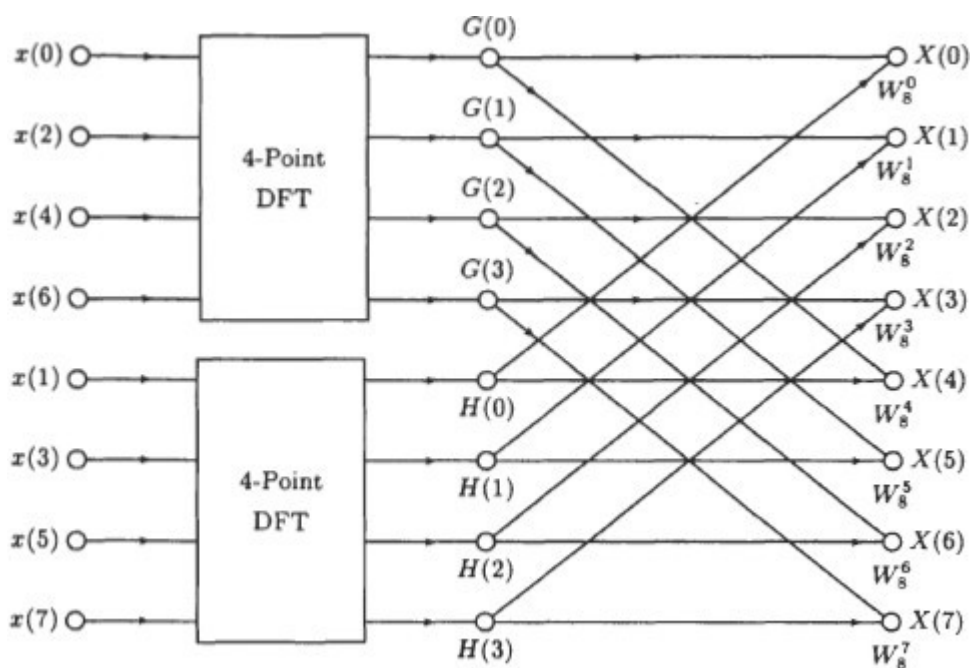 G(0)
x(0) X(0)
W_8^0
G(1)
x(2) X(1)
4-Point
DFT
W_8^1
G(2)
x(4) X(2)
W_8^2
G(3)
x(6) X(3)
W_8^3
x(1) X(4)
H(0) W_8^4
x(3) X(5)
4-Point
DFT
H(1) W_8^5
x(5) X(6)
H(2) W_8^6
x(7) X(7)
H(3) W_8^7